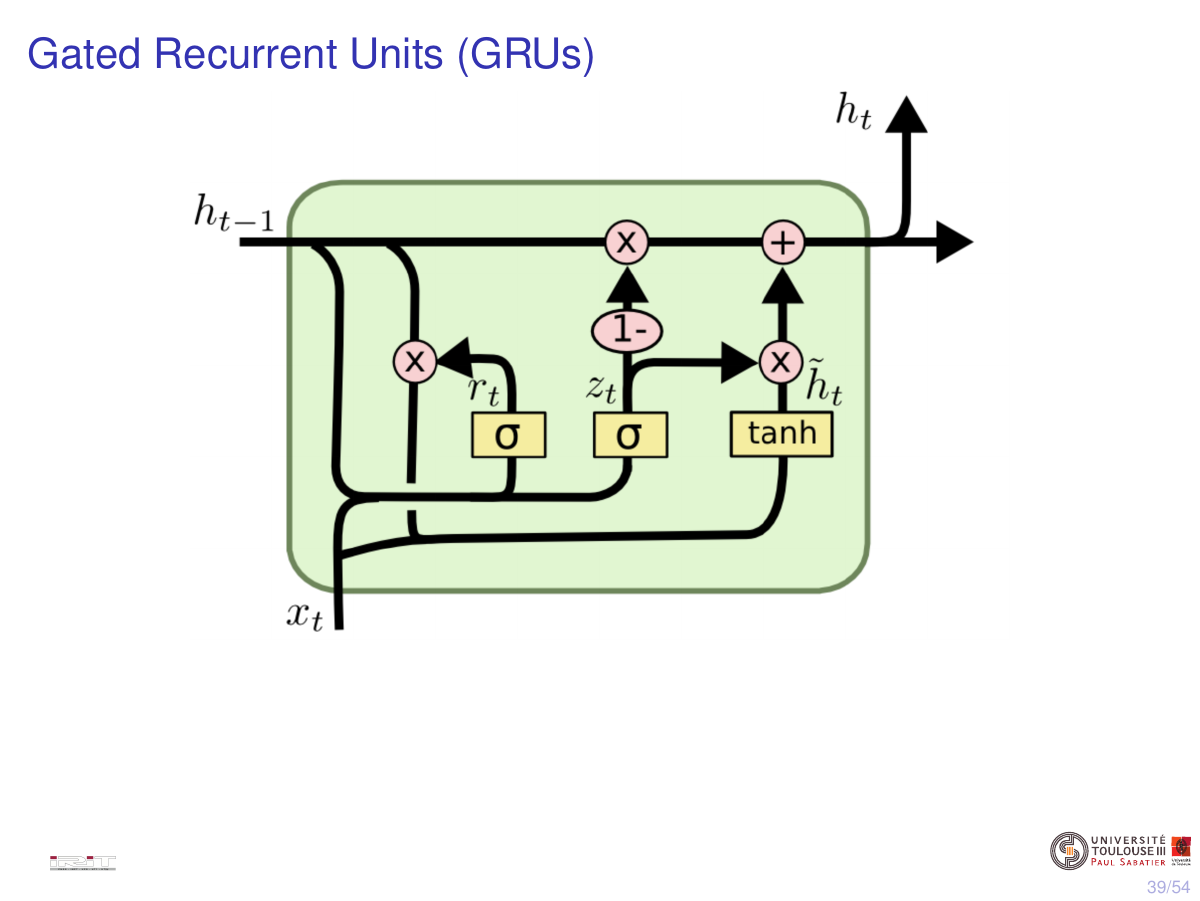 Gated Recurrent Units (GRUs)
h_t
h_{t-1}
x
+
1-
x
r_t
z_t
x
h̃_t
σ
σ
tanh
x_t
IRIT
UNIVERSITÉ
TOULOUSE III
PAUL SABATIER
39/54